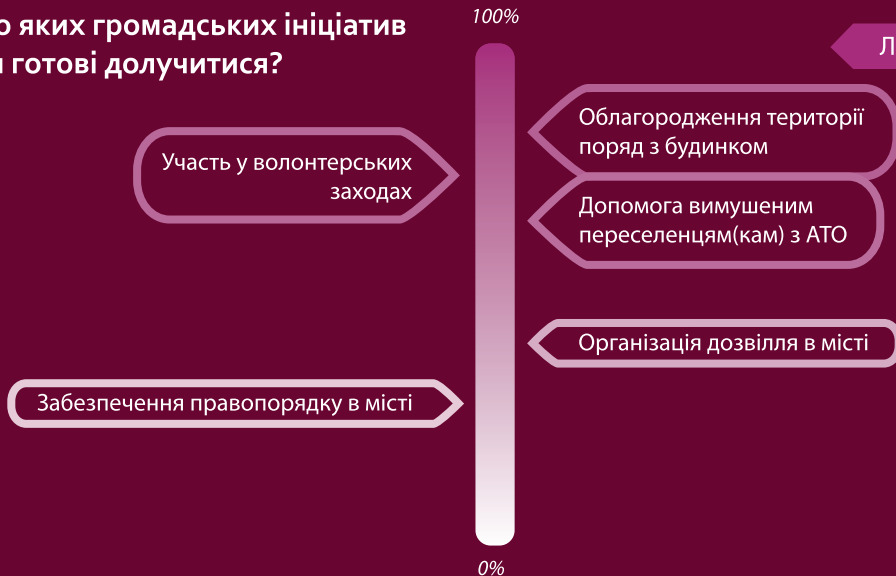 о яких громадських ініціатив
готові долучитися?
100%
Л
Облагородження території
поряд з будинком
Участь у волонтерських
заходах
Допомога вимушеним
переселенцям(кам) з АТО
Організація дозвілля в місті
Забезпечення правопорядку в місті
0%